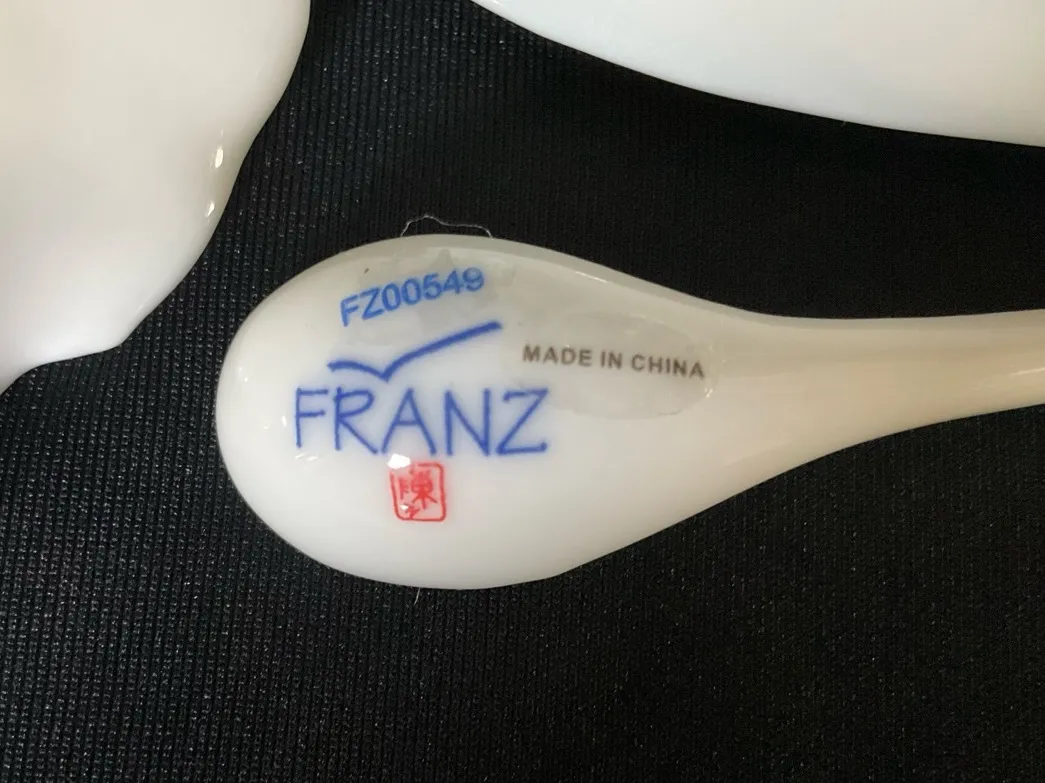 FZ00549
FRANZ
MADE IN CHINA
陳